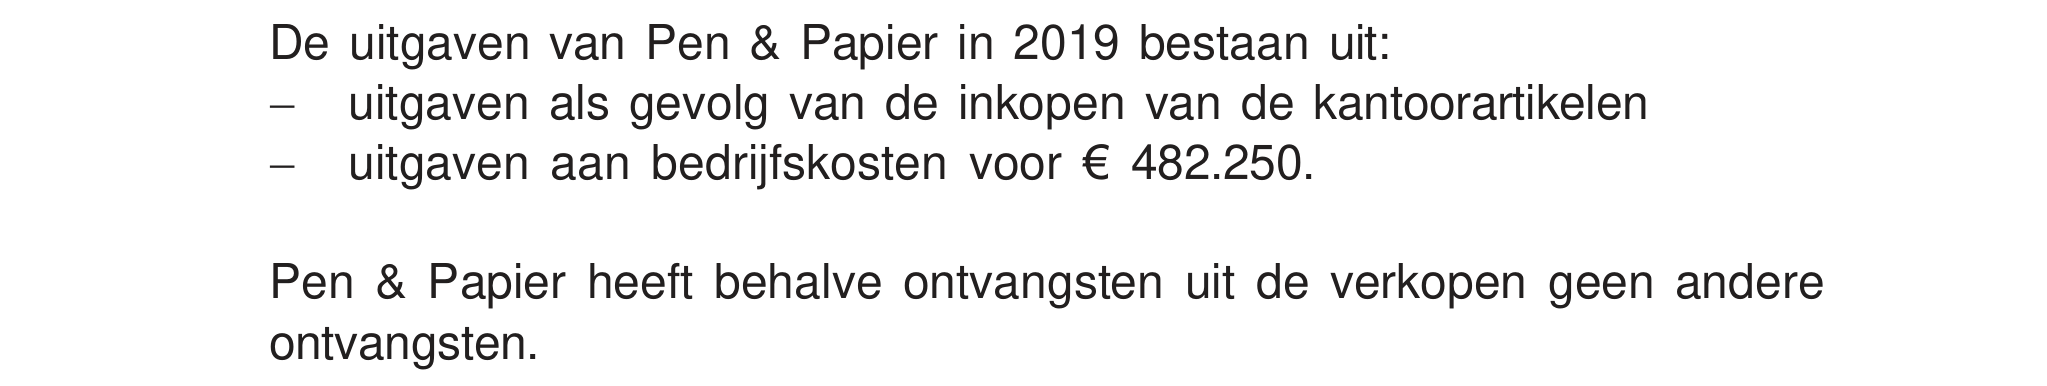 De uitgaven van Pen & Papier in 2019 bestaan uit:
– uitgaven als gevolg van de inkopen van de kantoorartikelen
– uitgaven aan bedrijfskosten voor € 482.250.
Pen & Papier heeft behalve ontvangsten uit de verkopen geen andere
ontvangsten.